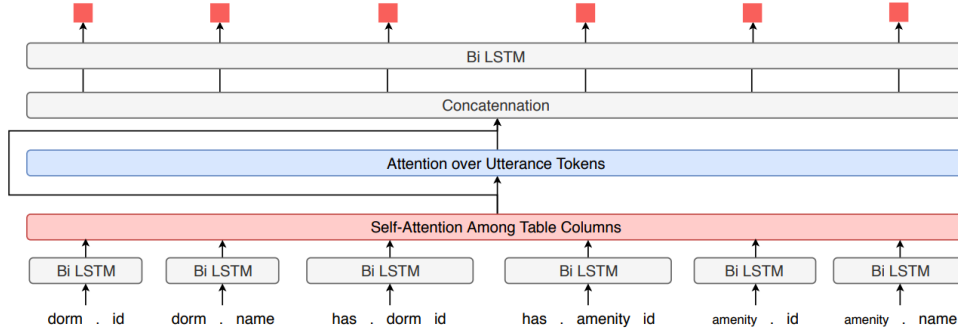 Bi LSTM
Concatennation
Attention over Utterance Tokens
Self-Attention Among Table Columns
Bi LSTM Bi LSTM Bi LSTM Bi LSTM Bi LSTM Bi LSTM
dorm . id dorm . name has . dorm id has . amenity id amenity . id amenity . name